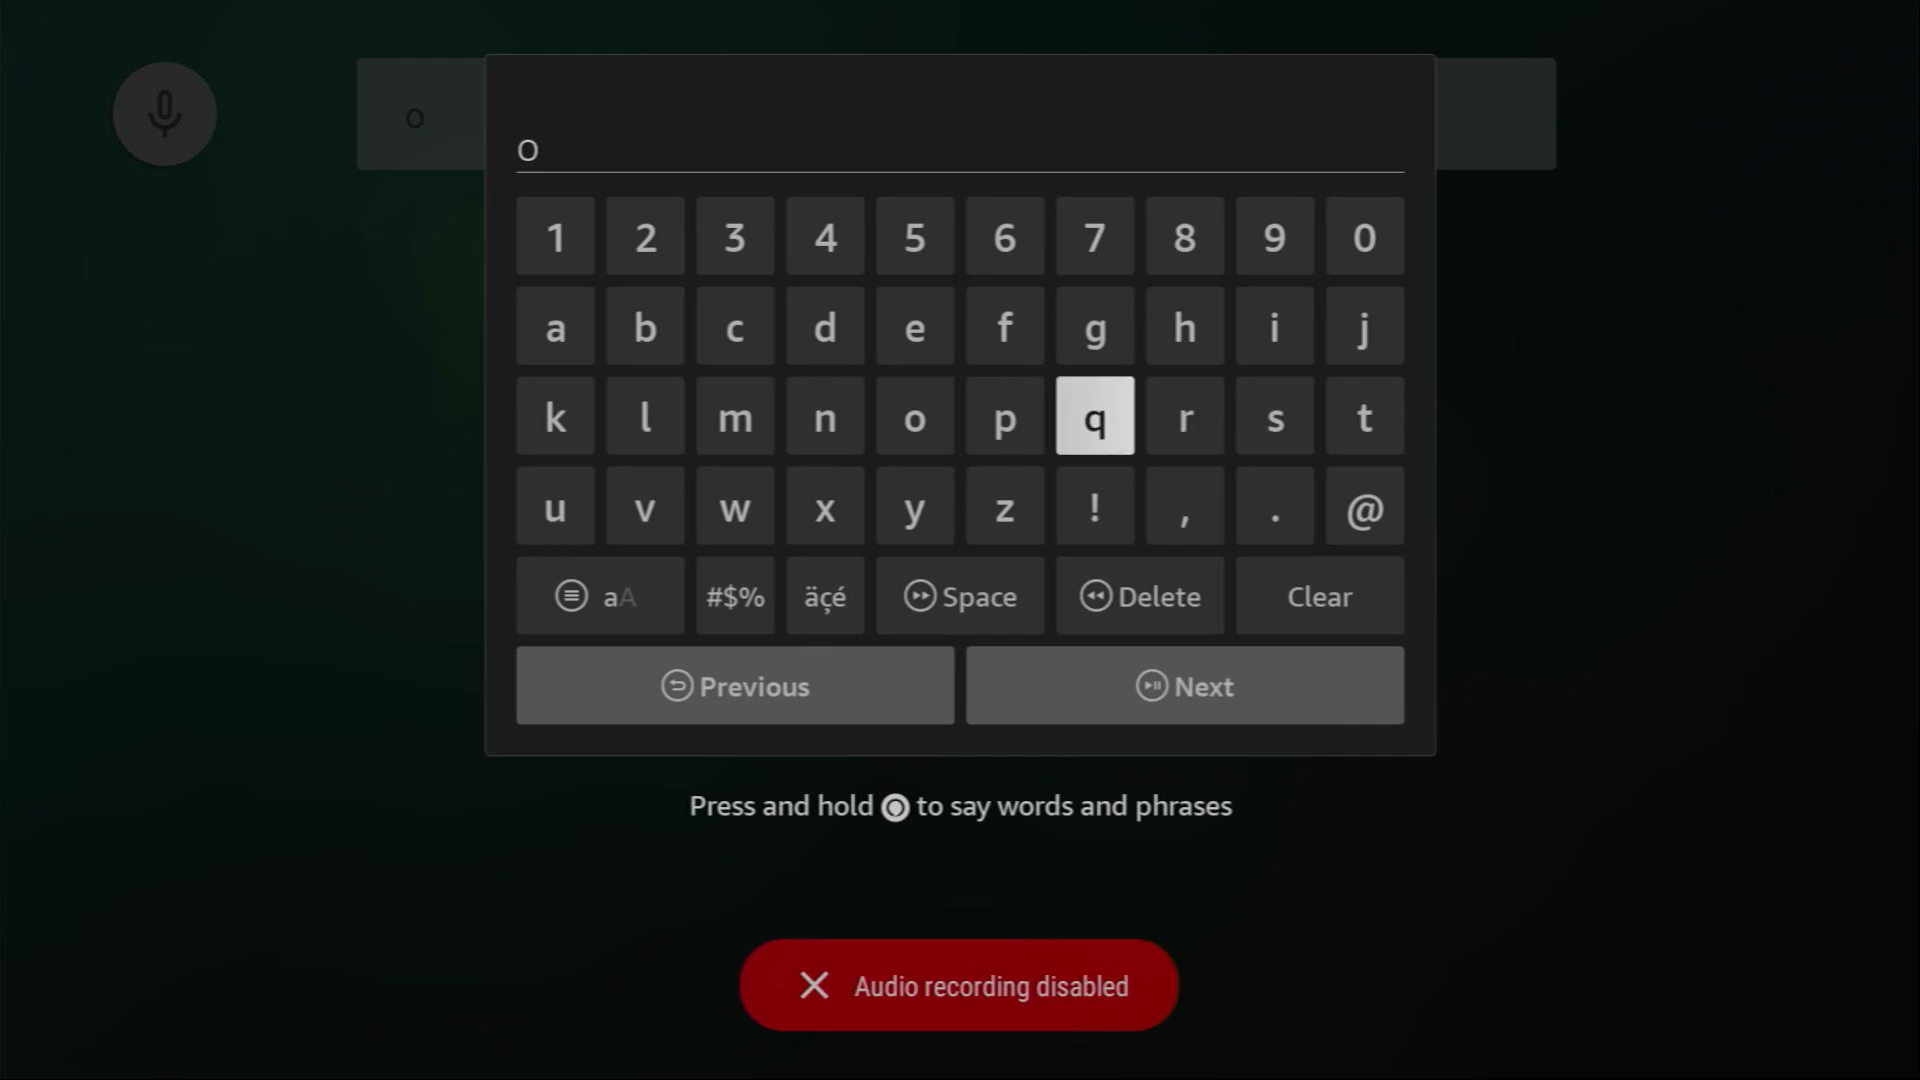 o
o
1 2 3 4 5 6 7 8 9 0
a b c d e f g h i j
k l m n o p q r s t
u v w x y z ! , . @
aA #$% äçé Space Delete Clear
Previous Next
Press and hold to say words and phrases
Audio recording disabled